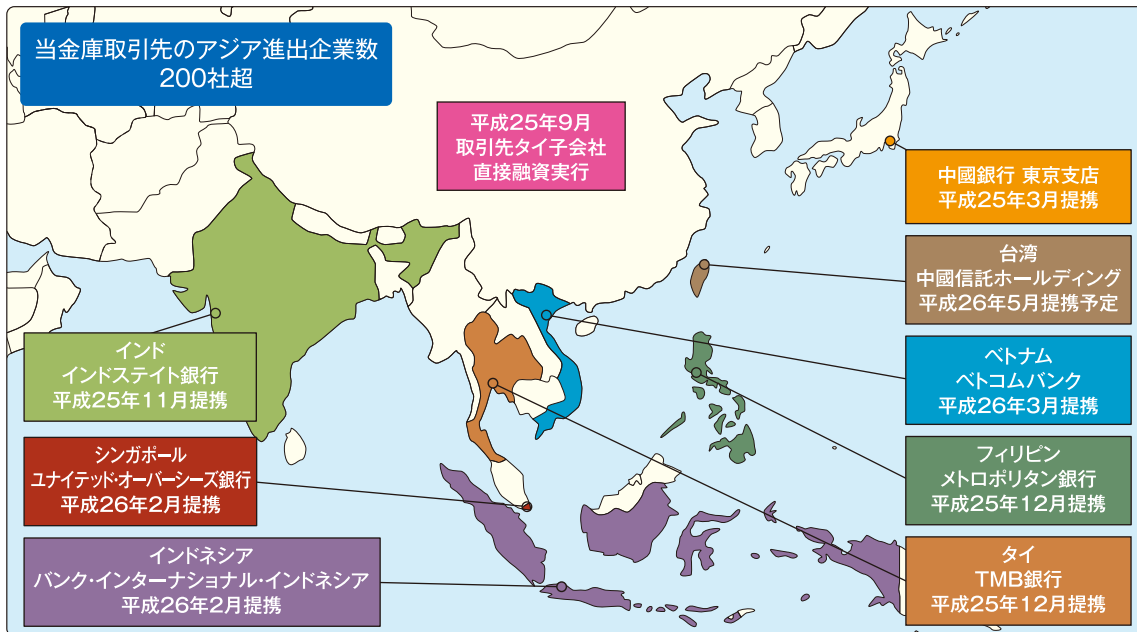 当金庫取引先のアジア進出企業数
200社超
平成25年9月
取引先タイ子会社
直接融資実行
中國銀行 東京支店
平成25年3月提携
台湾
中國信託ホールディング
平成26年5月提携予定
ベトナム
ベトコムバンク
平成26年3月提携
フィリピン
メトロポリタン銀行
平成25年12月提携
タイ
TMB銀行
平成25年12月提携
インド
インドステイト銀行
平成25年11月提携
シンガポール
ユナイテッド・オーバーシーズ銀行
平成26年2月提携
インドネシア
バンク・インターナショナル・インドネシア
平成26年2月提携